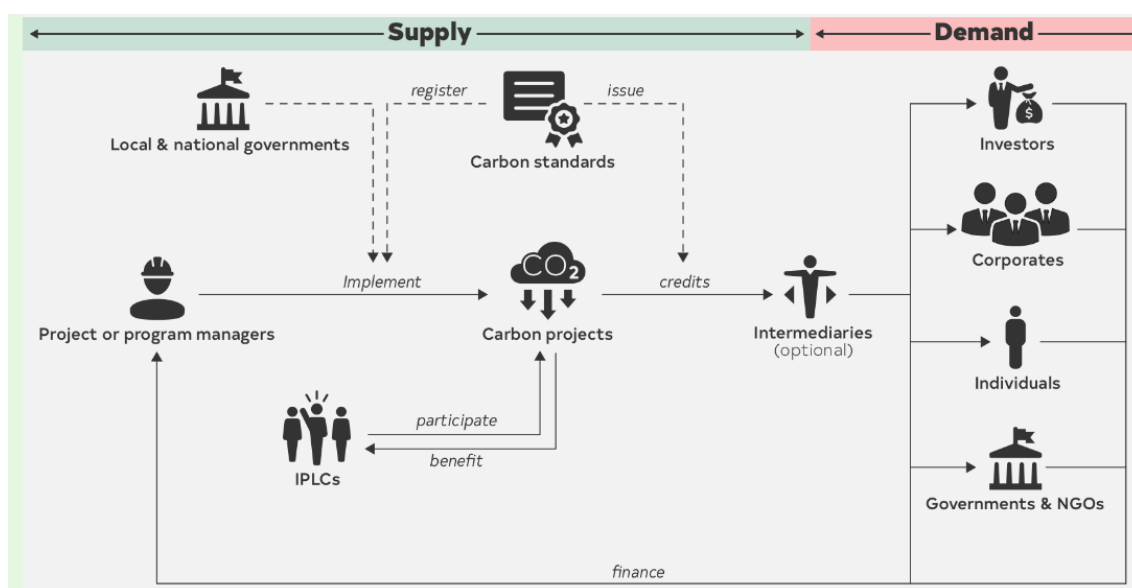 Supply
Demand
register
issue
Local & national governments
Carbon standards
Investors
$
Corporates
Implement
CO2
credits
Project or program managers
Carbon projects
Intermediaries
(optional)
Individuals
participate
benefit
IPLCs
Governments & NGOs
finance